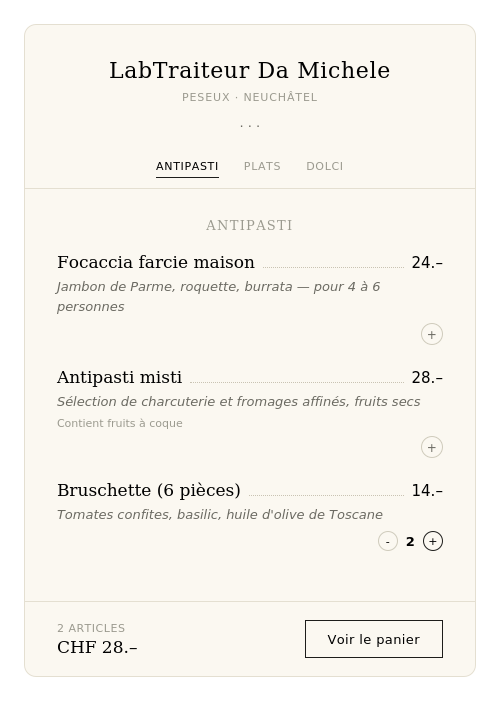 LabTraiteur Da Michele
PESEUX · NEUCHÂTEL
· · ·
ANTIPASTI PLATS DOLCI
ANTIPASTI
Focaccia farcie maison 24.–
Jambon de Parme, roquette, burrata — pour 4 à 6
personnes
+
Antipasti misti 28.–
Sélection de charcuterie et fromages affinés, fruits secs
Contient fruits à coque
+
Bruschette (6 pièces) 14.–
Tomates confites, basilic, huile d'olive de Toscane
- 2 +
2 ARTICLES
CHF 28.–
Voir le panier